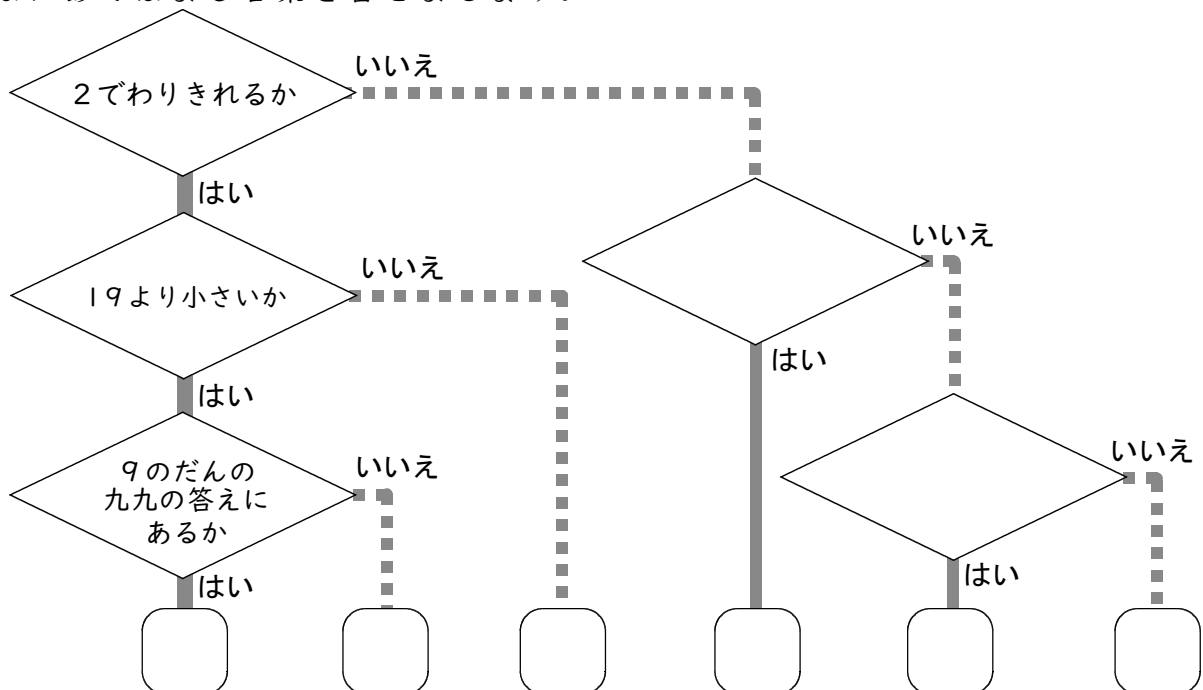 いいえ
2でわりきれるか
はい
いいえ
いいえ
19より小さいか
はい
はい
いいえ
いいえ
9のだんの
九九の答えに
あるか
はい
はい